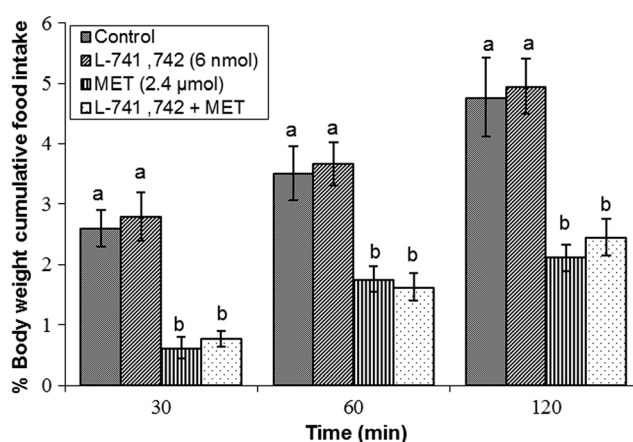 % Body weight cumulative food intake
6
5
4
3
2
1
0
Control
L-741 ,742 (6 nmol)
MET (2.4 µmol)
L-741 ,742 + MET
a
a
b
b
a
a
b
b
a
a
b
b
30
60
120
Time (min)